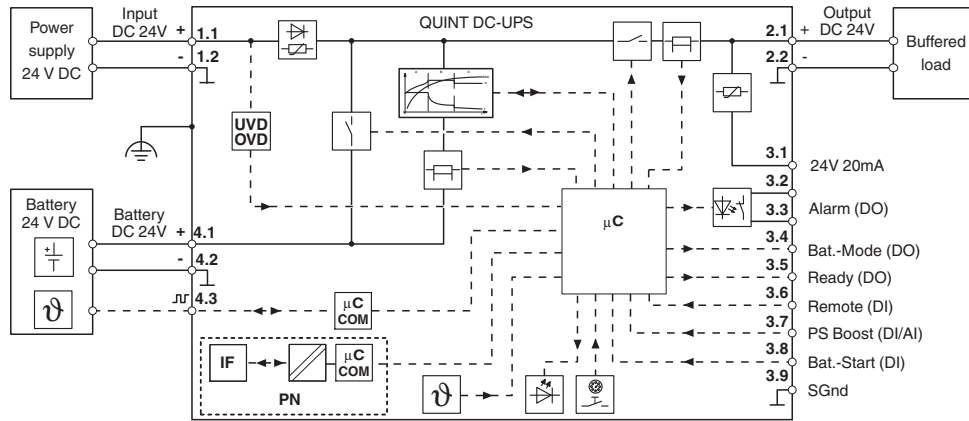 Power
supply
24 V DC
Input
DC 24V
+
1.1
-
1.2
QUINT DC-UPS
2.1
+
Output
DC 24V
2.2
-
Buffered
load
UVD
OVD
3.1
24V 20mA
3.2
3.3
Alarm (DO)
3.4
Bat.-Mode (DO)
3.5
Ready (DO)
3.6
Remote (DI)
3.7
PS Boost (DI/AI)
3.8
Bat.-Start (DI)
3.9
SGnd
µC
Battery
24 V DC
+
ϑ
Battery
DC 24V
+
4.1
-
4.2
4.3
µC
COM
IF
µC
COM
PN
ϑ